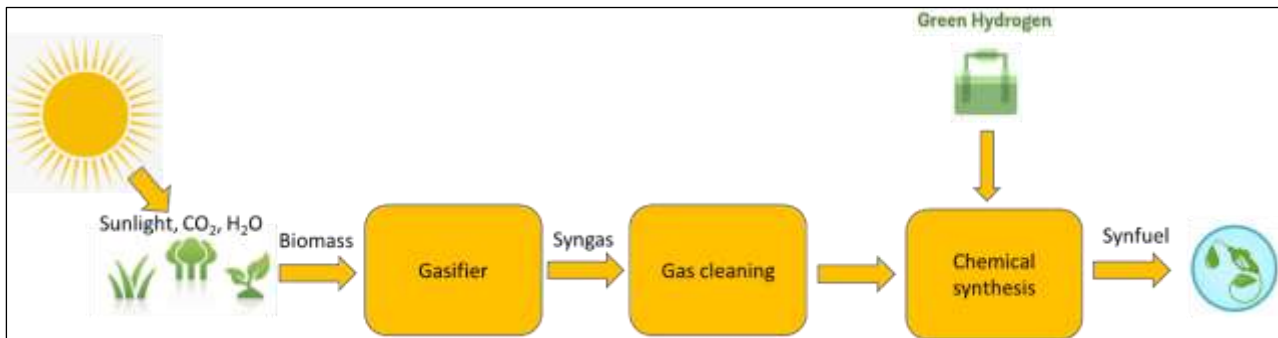 Green Hydrogen
Sunlight, CO₂, H₂O
Biomass
Gasifier
Syngas
Gas cleaning
Chemical
synthesis
Synfuel